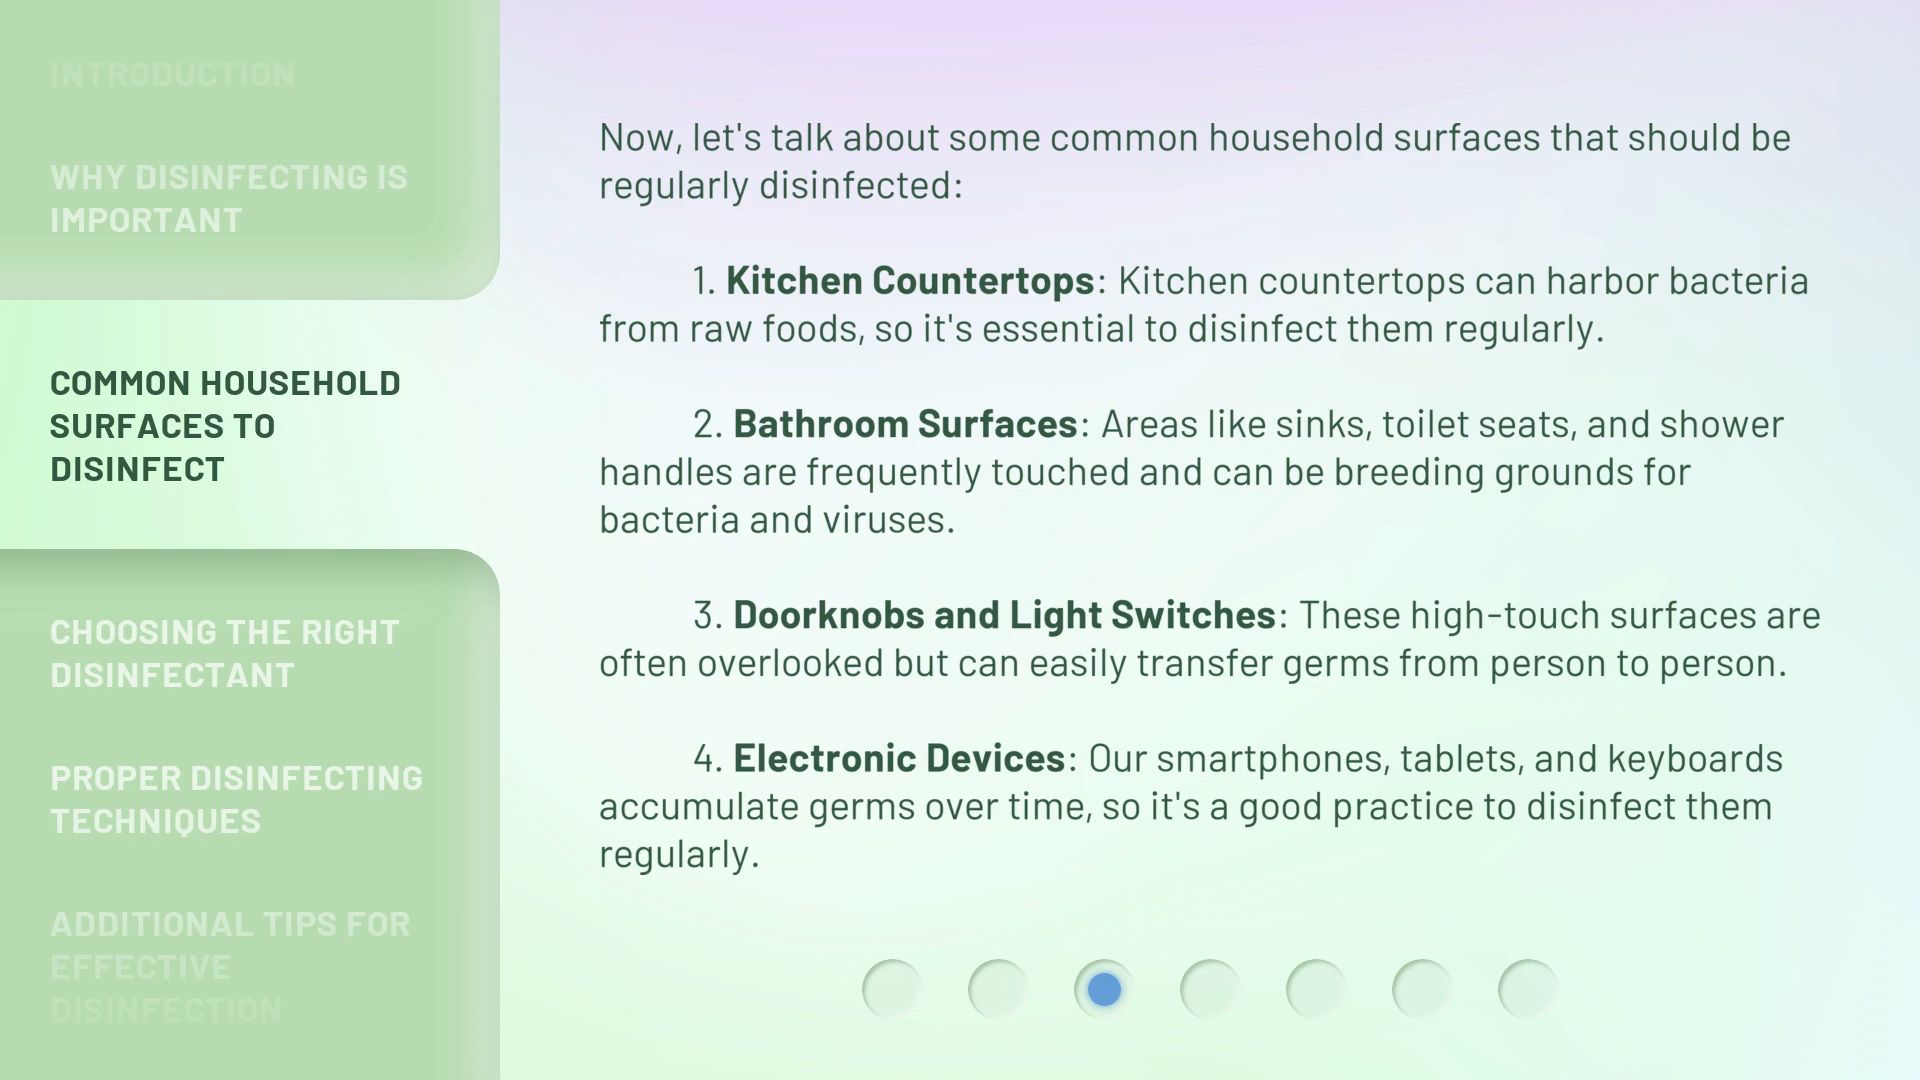 INTRODUCTION
WHY DISINFECTING IS
IMPORTANT
COMMON HOUSEHOLD
SURFACES TO
DISINFECT
CHOOSING THE RIGHT
DISINFECTANT
PROPER DISINFECTING
TECHNIQUES
ADDITIONAL TIPS FOR
EFFECTIVE
DISINFECTION
Now, let's talk about some common household surfaces that should be
regularly disinfected:
1. Kitchen Countertops: Kitchen countertops can harbor bacteria
from raw foods, so it's essential to disinfect them regularly.
2. Bathroom Surfaces: Areas like sinks, toilet seats, and shower
handles are frequently touched and can be breeding grounds for
bacteria and viruses.
3. Doorknobs and Light Switches: These high-touch surfaces are
often overlooked but can easily transfer germs from person to person.
4. Electronic Devices: Our smartphones, tablets, and keyboards
accumulate germs over time, so it's a good practice to disinfect them
regularly.